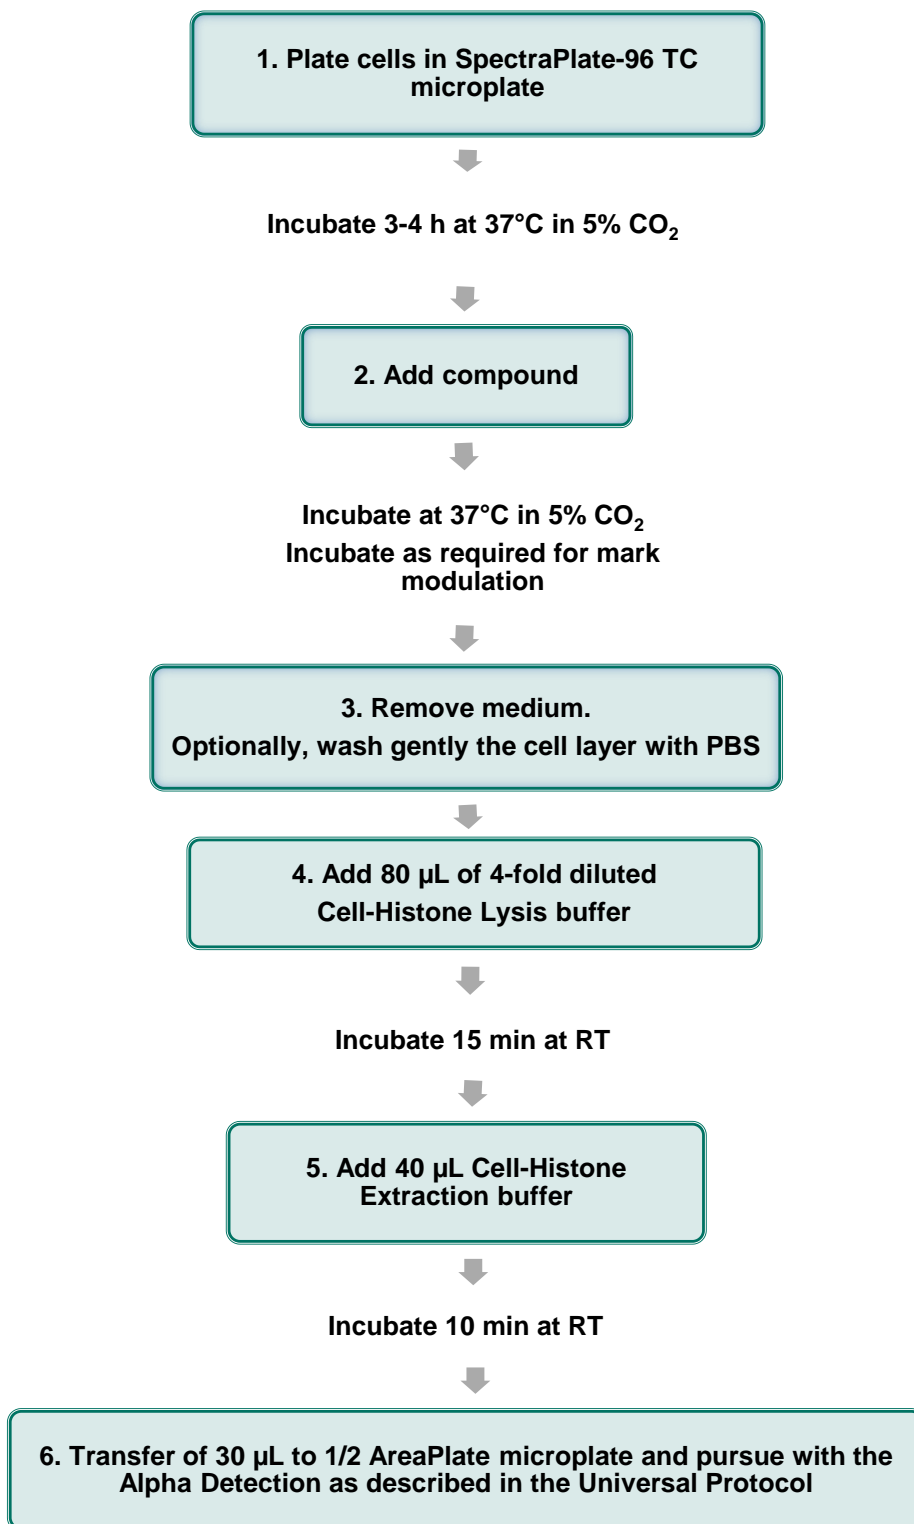 1. Plate cells in SpectraPlate-96 TC
microplate
Incubate 3-4 h at 37°C in 5% CO₂
2. Add compound
Incubate at 37°C in 5% CO₂
Incubate as required for mark
modulation
3. Remove medium.
Optionally, wash gently the cell layer with PBS
4. Add 80 µL of 4-fold diluted
Cell-Histone Lysis buffer
Incubate 15 min at RT
5. Add 40 µL Cell-Histone
Extraction buffer
Incubate 10 min at RT
6. Transfer of 30 µL to 1/2 AreaPlate microplate and pursue with the
Alpha Detection as described in the Universal Protocol